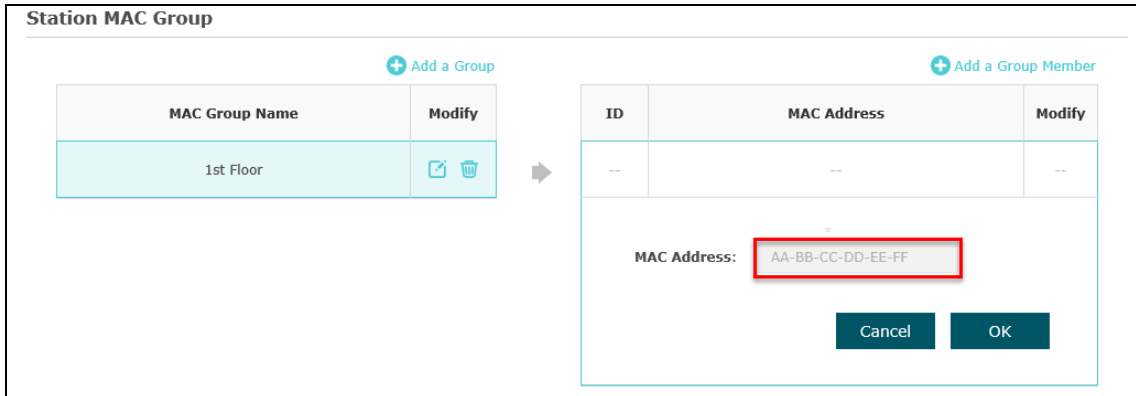 Station MAC Group
Add a Group
Add a Group Member
MAC Group Name Modify
ID MAC Address Modify
1st Floor
-- -- --
MAC Address: AA-BB-CC-DD-EE-FF
Cancel OK